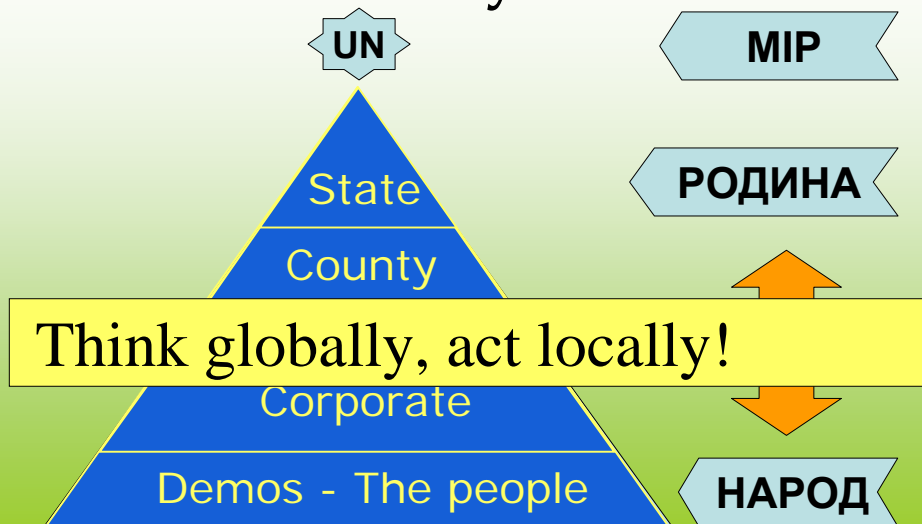 UN
МІР
State
РОДИНА
County
Think globally, act locally!
Corporate
Demos - The people
НАРОД